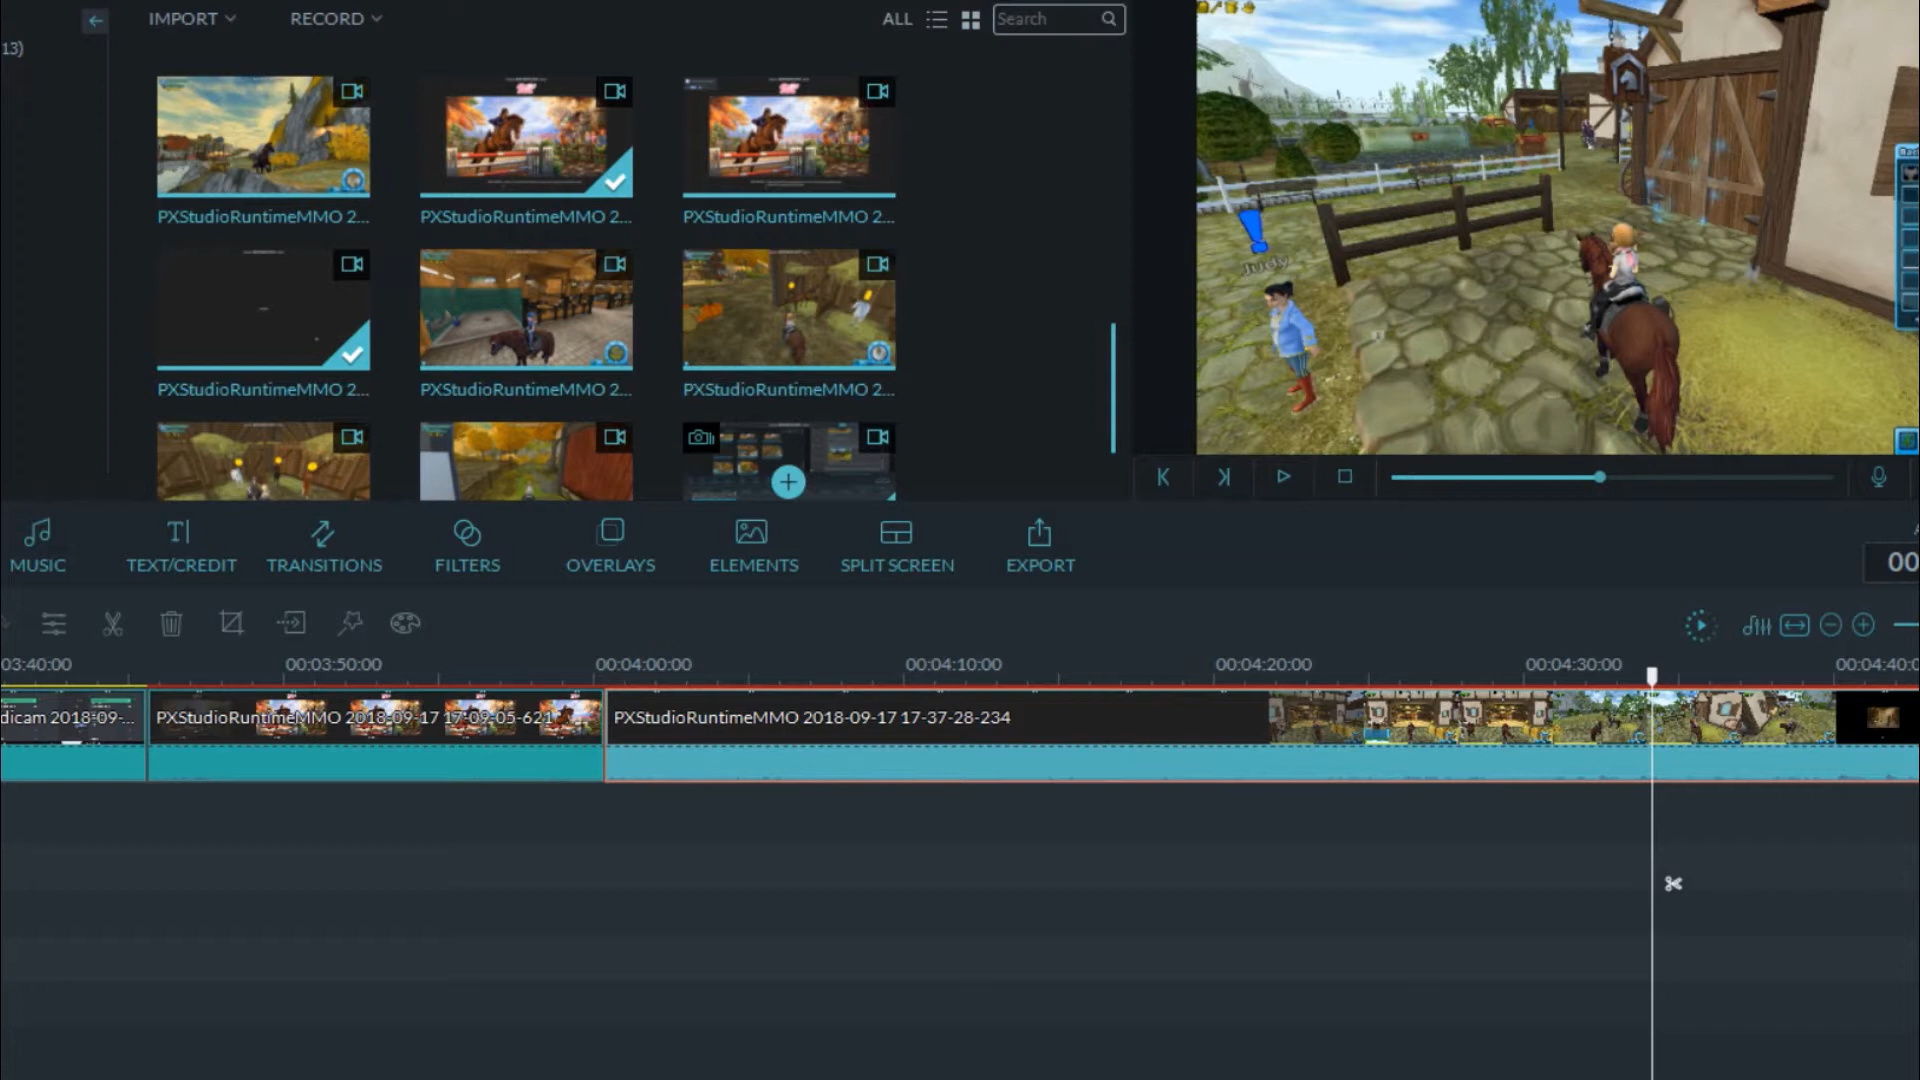 IMPORT RECORD ALL Search
13)
PXStudioRuntimeMMO 2... PXStudioRuntimeMMO 2... PXStudioRuntimeMMO 2...
Judy
PXStudioRuntimeMMO 2... PXStudioRuntimeMMO 2... PXStudioRuntimeMMO 2...
MUSIC TEXT/CREDIT TRANSITIONS FILTERS OVERLAYS ELEMENTS SPLIT SCREEN EXPORT
00
03:40:00 00:03:50:00 00:04:00:00 00:04:10:00 00:04:20:00 00:04:30:00 00:04:40:0
dicam 2018-09-... PXStudioRuntimeMMO 2018-09-17 17-09-05-621 PXStudioRuntimeMMO 2018-09-17 17-37-28-234